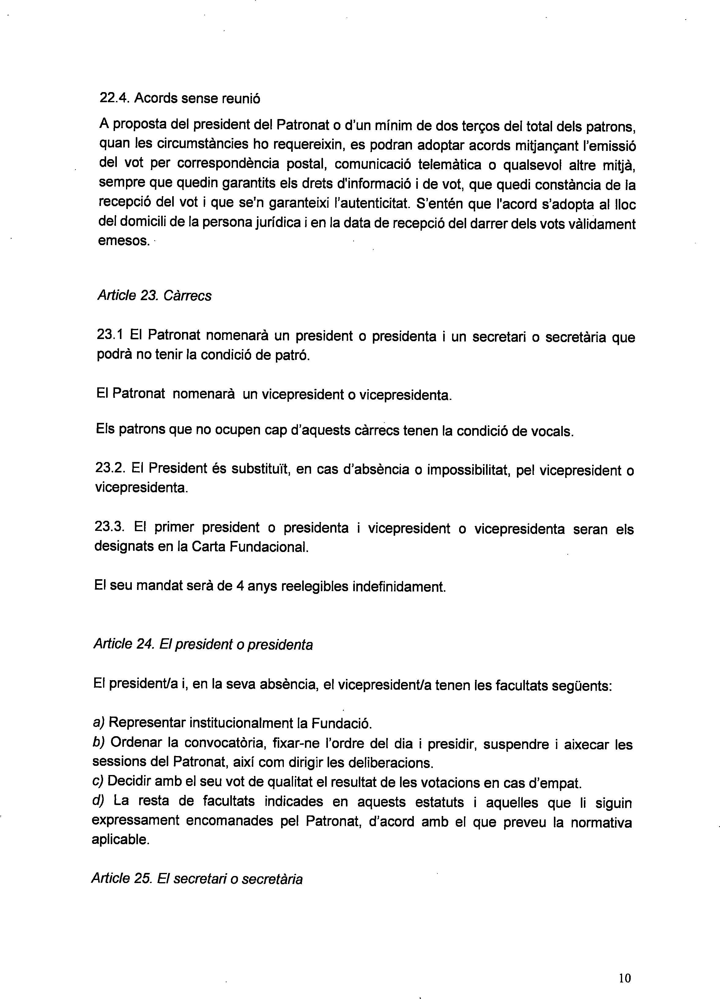 22.4. Acords sense reunió
A proposta del president del Patronat o d'un mínim de dos terços del total dels patrons,
quan les circumstàncies ho requereixin, es podran adoptar acords mitjançant l'emissió
del vot per correspondència postal, comunicació telemàtica o qualsevol altre mitjà,
sempre que quedin garantits els drets d'informació i de vot, que quedi constància de la
recepció del vot i que se'n garanteixi l'autenticitat. S'entén que l'acord s'adopta al lloc
del domicili de la persona jurídica i en la data de recepció del darrer dels vots vàlidament
emesos.
Article 23. Càrrecs
23.1 El Patronat nomenarà un president o presidenta i un secretari o secretària que
podrà no tenir la condició de patró.
El Patronat nomenarà un vicepresident o vicepresidenta.
Els patrons que no ocupen cap d'aquests càrrecs tenen la condició de vocals.
23.2. El President és substituït, en cas d'absència o impossibilitat, pel vicepresident o
vicepresidenta.
23.3. El primer president o presidenta i vicepresident o vicepresidenta seran els
designats en la Carta Fundacional.
El seu mandat serà de 4 anys reelegibles indefinidament.
Article 24. El president o presidenta
El president/a i, en la seva absència, el vicepresident/a tenen les facultats següents:
a) Representar institucionalment la Fundació.
b) Ordenar la convocatòria, fixar-ne l'ordre del dia i presidir, suspendre i aixecar les
sessions del Patronat, així com dirigir les deliberacions.
c) Decidir amb el seu vot de qualitat el resultat de les votacions en cas d'empat.
d) La resta de facultats indicades en aquests estatuts i aquelles que li siguin
expressament encomanades pel Patronat, d'acord amb el que preveu la normativa
aplicable.
Article 25. El secretari o secretària
10